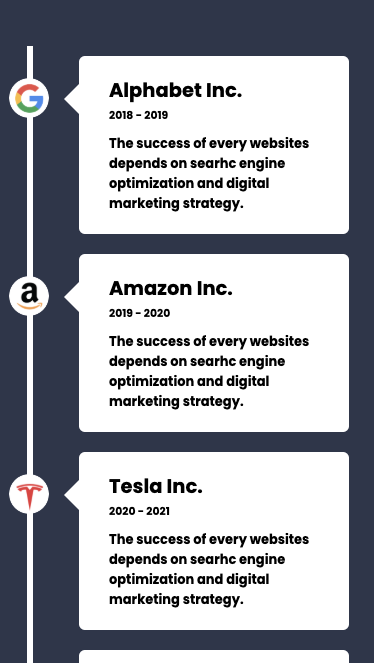 Alphabet Inc.
2018 - 2019
The success of every websites
depends on searhc engine
optimization and digital
marketing strategy.
Amazon Inc.
2019 - 2020
The success of every websites
depends on searhc engine
optimization and digital
marketing strategy.
Tesla Inc.
2020 - 2021
The success of every websites
depends on searhc engine
optimization and digital
marketing strategy.